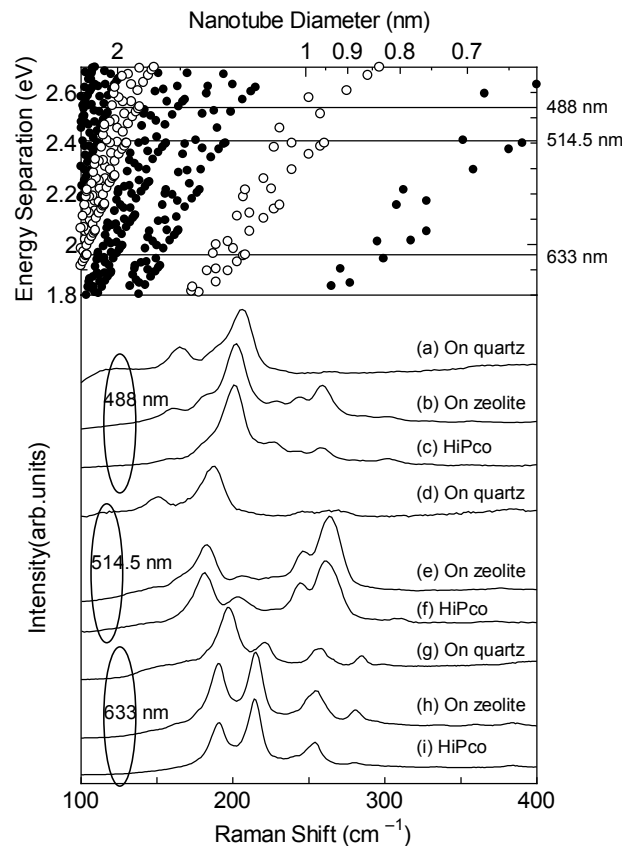 Nanotube Diameter (nm)
2 1 0.9 0.8 0.7
Energy Separation (eV)
2.6
2.4
2.2
2
1.8
488 nm
514.5 nm
633 nm
(a) On quartz
488 nm
(b) On zeolite
(c) HiPco
(d) On quartz
514.5 nm
(e) On zeolite
(f) HiPco
(g) On quartz
633 nm
(h) On zeolite
(i) HiPco
Intensity(arb.units)
100 200 300 400
Raman Shift (cm⁻¹)